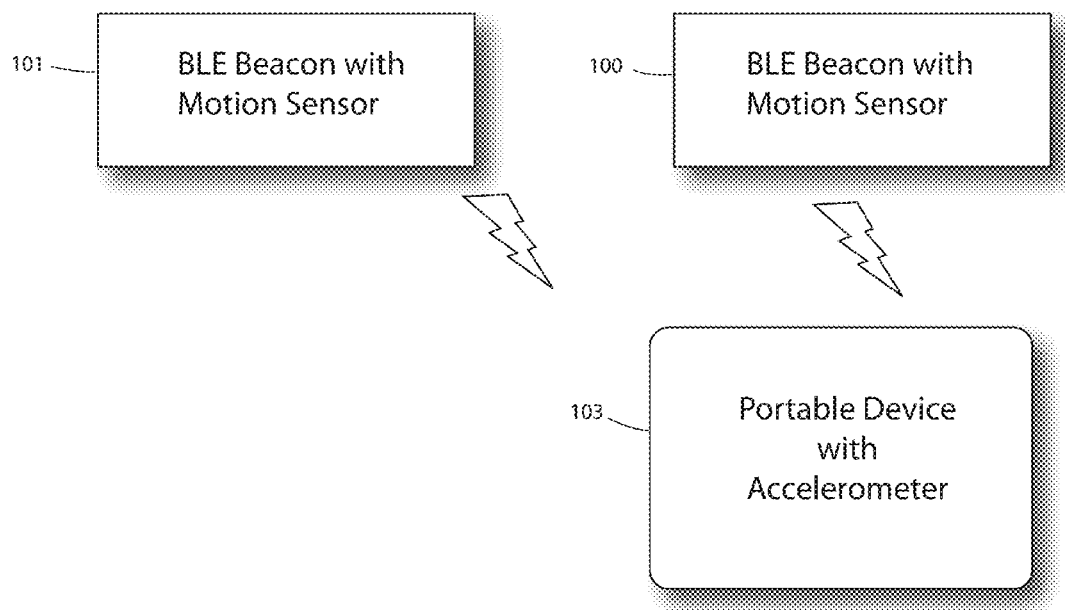 101
BLE Beacon with
Motion Sensor
100
BLE Beacon with
Motion Sensor
103
Portable Device
with
Accelerometer